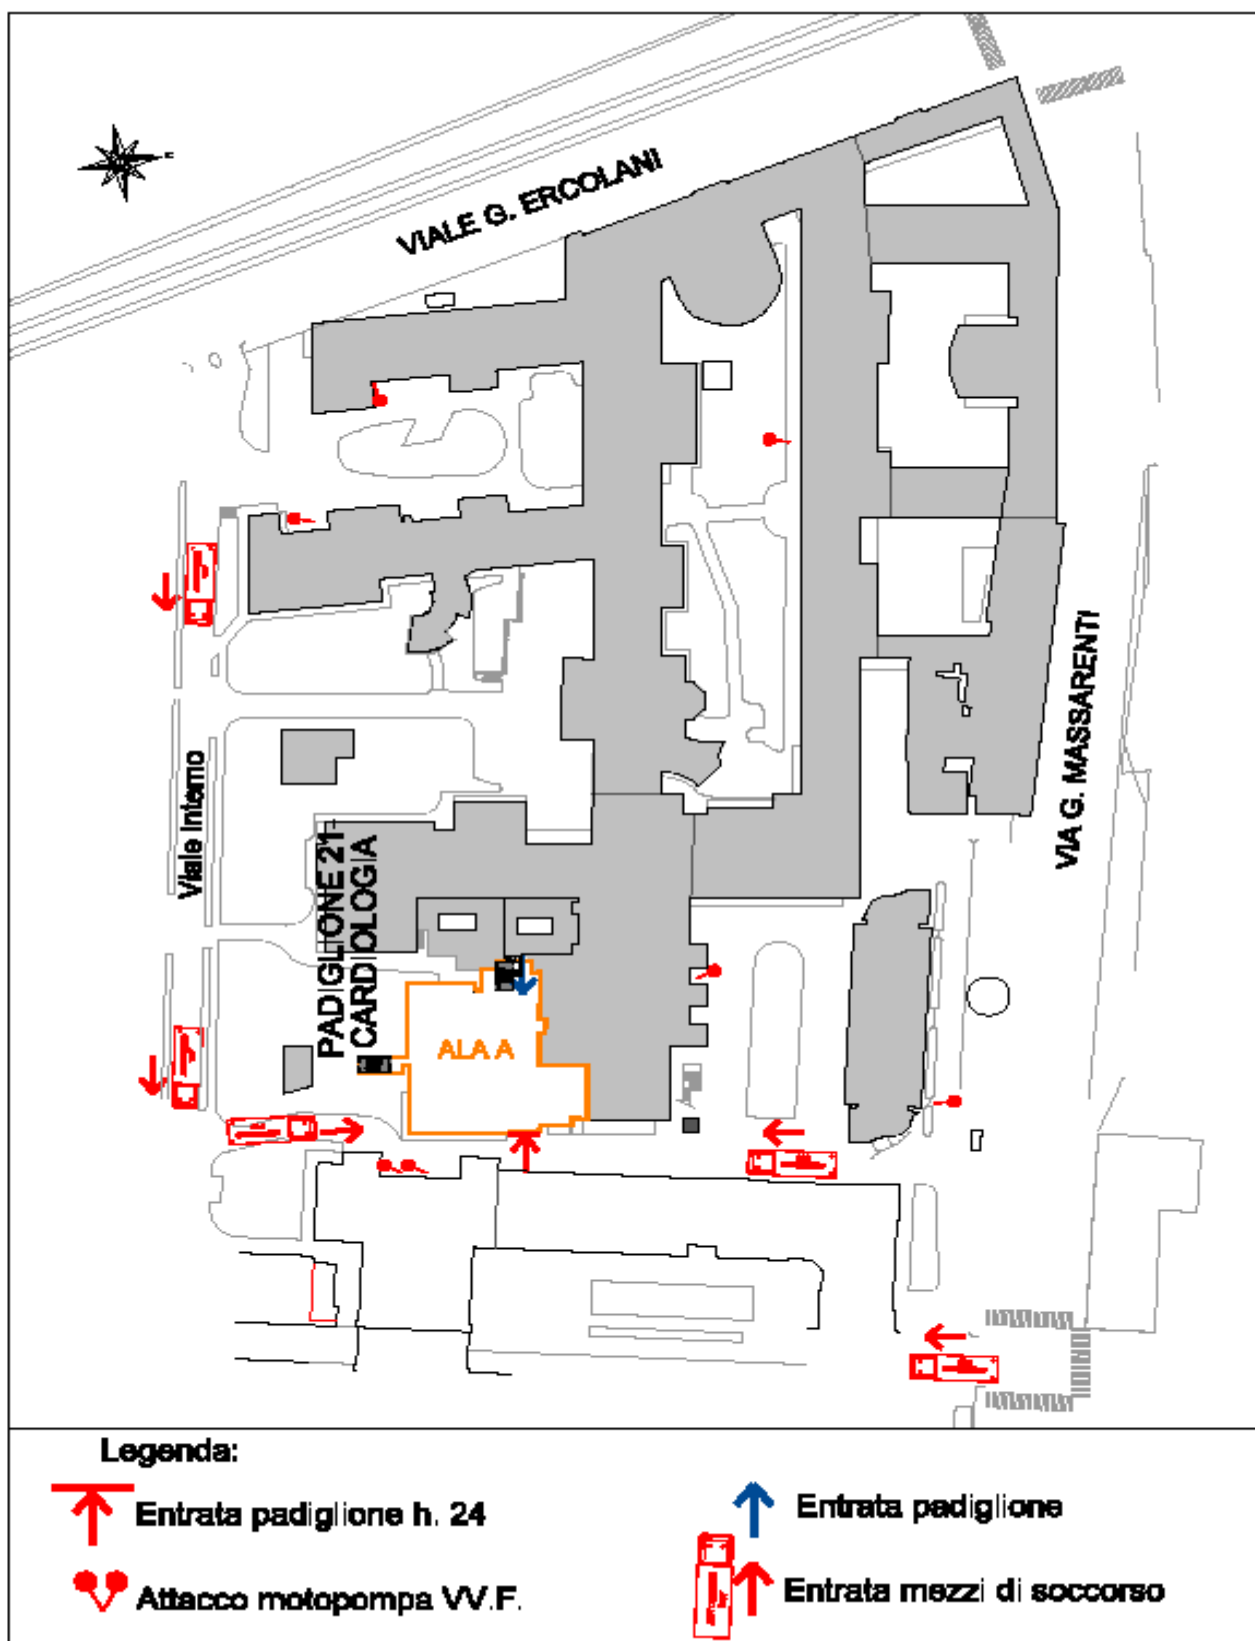 VIALE G. ERCOLANI
VIA G. MASSARENTI
Viale Interno
PADIGLIONE 21-
CARDIOLOGIA
ALA A
Legenda:
Entrata padiglione h. 24
Entrata padiglione
Attacco motopompa VV.F.
Entrata mezzi di soccorso